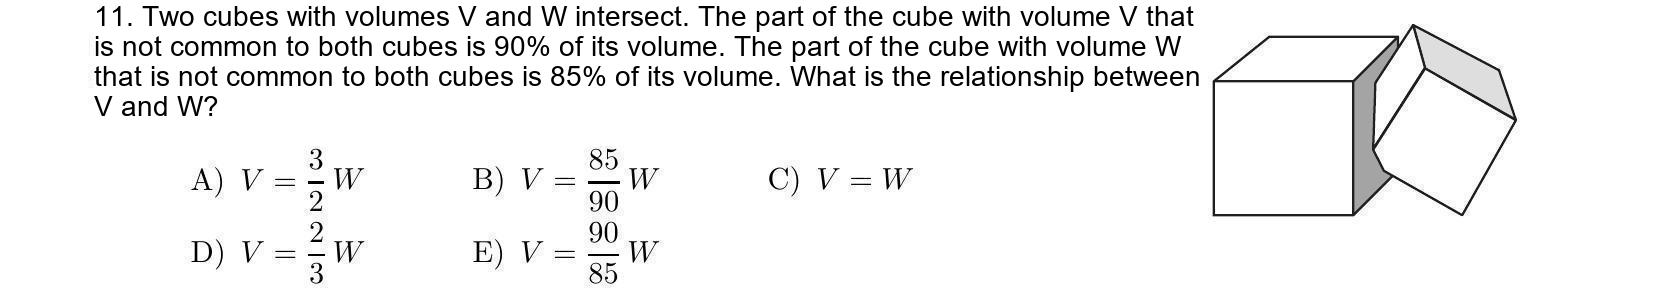 11. Two cubes with volumes V and W intersect. The part of the cube with volume V that
is not common to both cubes is 90% of its volume. The part of the cube with volume W
that is not common to both cubes is 85% of its volume. What is the relationship between
V and W?
A) V = 3/2 W B) V = 85/90 W C) V = W
D) V = 2/3 W E) V = 90/85 W